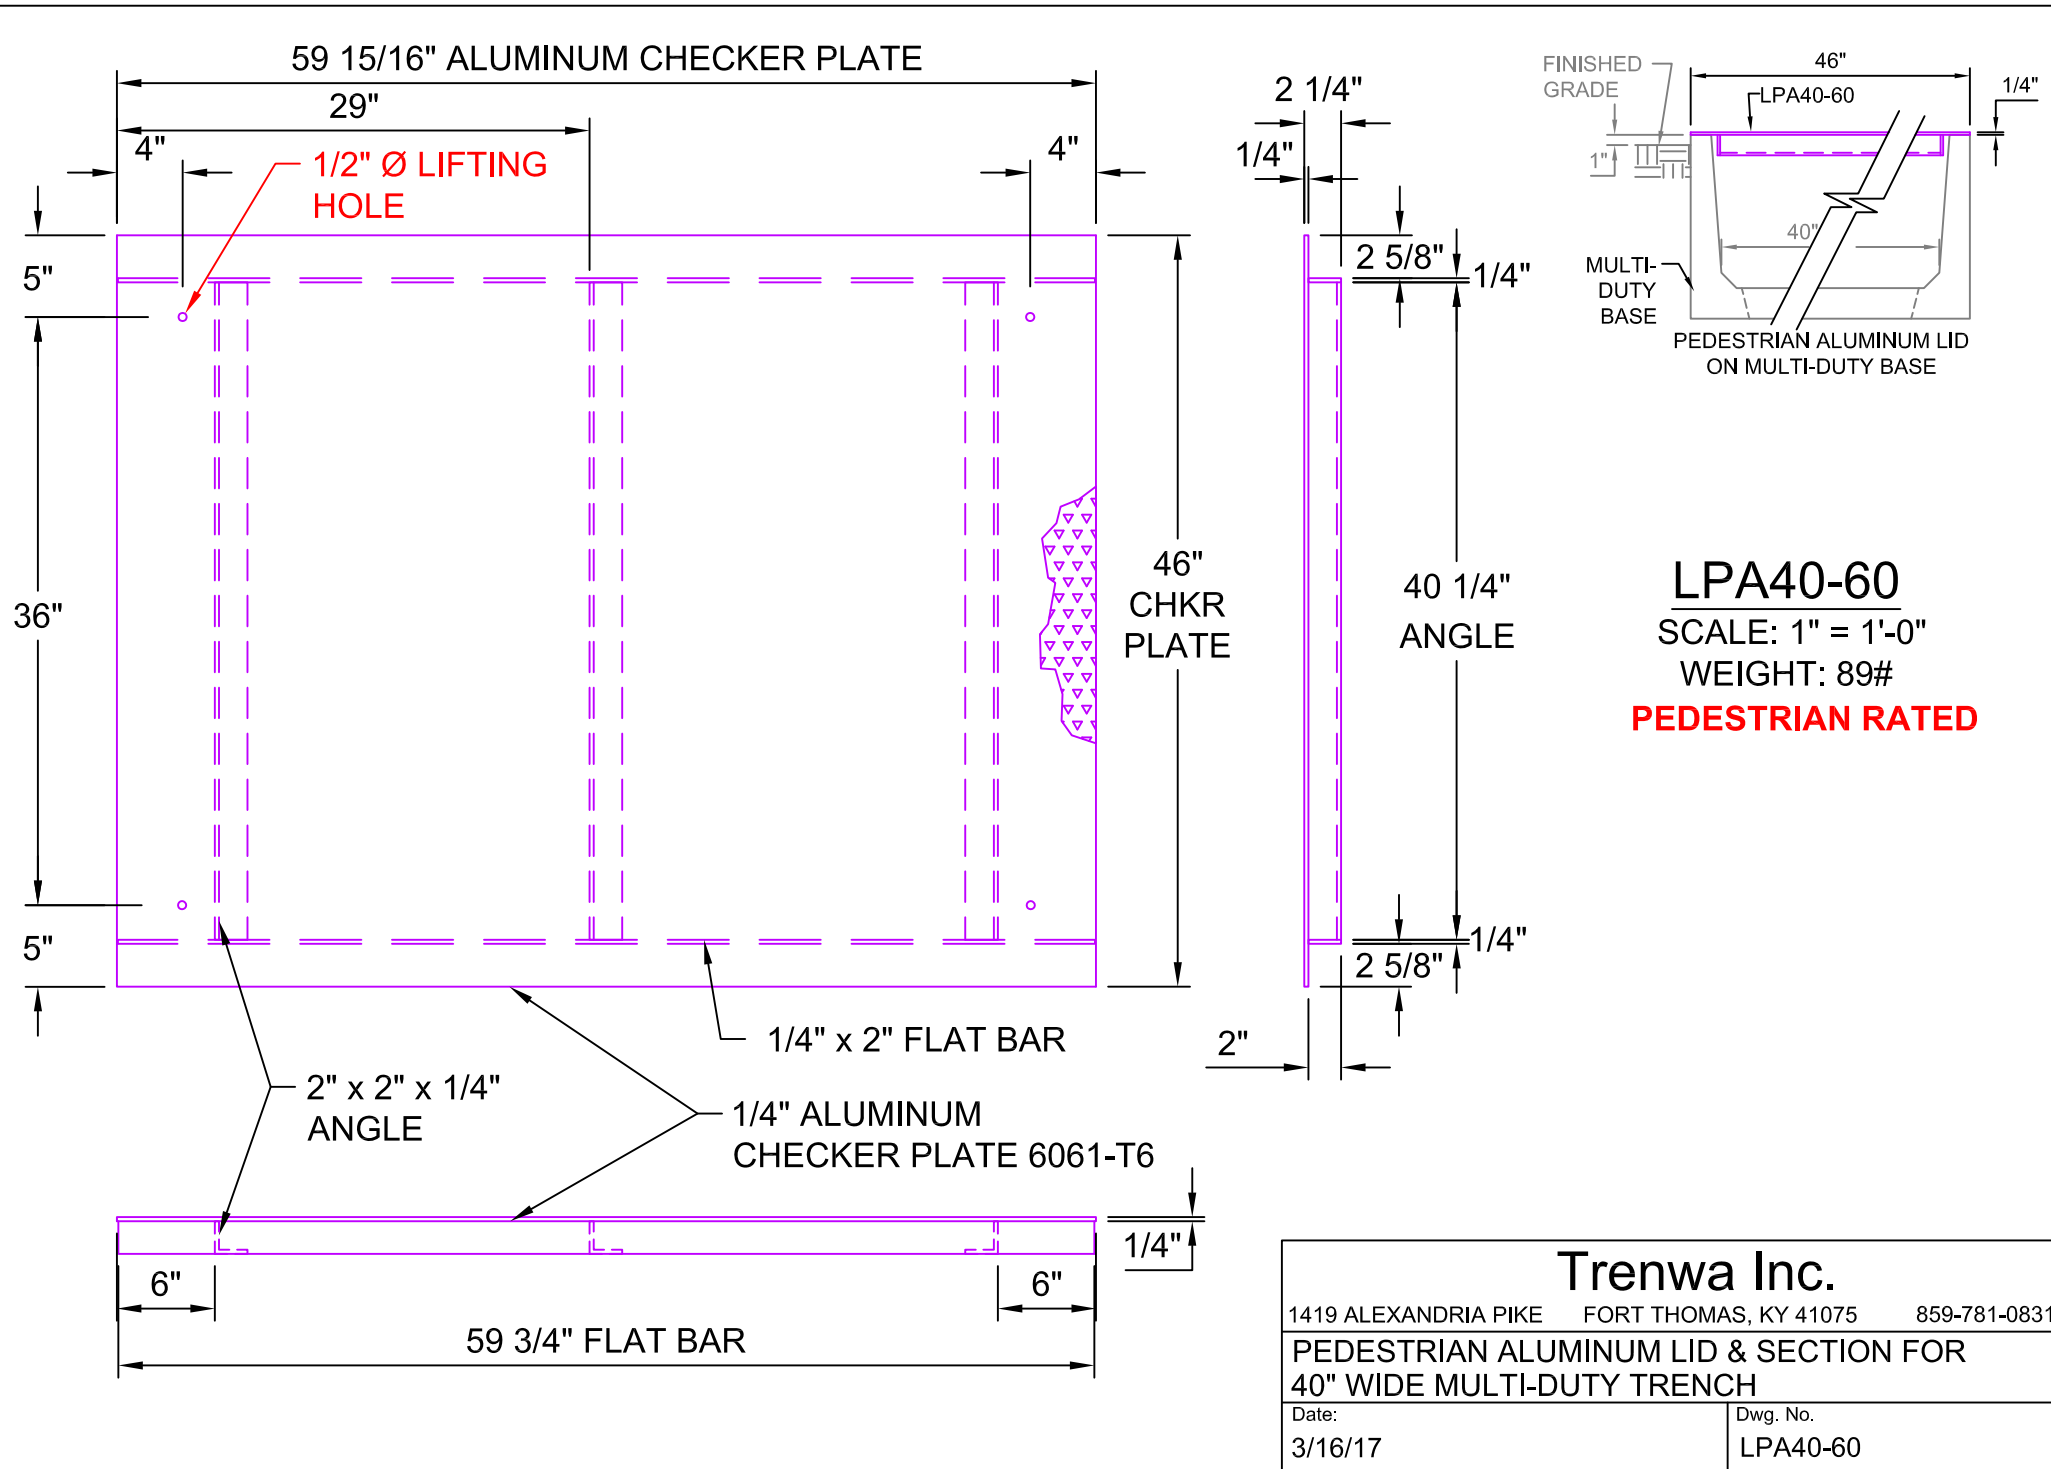 59 15/16" ALUMINUM CHECKER PLATE
29"
4"
4"
1/2" Ø LIFTING
HOLE
5"
36"
5"
46"
CHKR
PLATE
2 1/4"
1/4"
2 5/8"
1/4"
40 1/4"
ANGLE
1/4"
2 5/8"
2"
1/4" x 2" FLAT BAR
2" x 2" x 1/4"
ANGLE
1/4" ALUMINUM
CHECKER PLATE 6061-T6
1/4"
6"
6"
59 3/4" FLAT BAR
FINISHED
GRADE
46"
LPA40-60
1/4"
1"
40"
MULTI-
DUTY
BASE
PEDESTRIAN ALUMINUM LID
ON MULTI-DUTY BASE
LPA40-60
SCALE: 1" = 1'-0"
WEIGHT: 89#
PEDESTRIAN RATED
Trenwa Inc.
1419 ALEXANDRIA PIKE FORT THOMAS, KY 41075 859-781-0831
PEDESTRIAN ALUMINUM LID & SECTION FOR
40" WIDE MULTI-DUTY TRENCH
Date:
3/16/17
Dwg. No.
LPA40-60